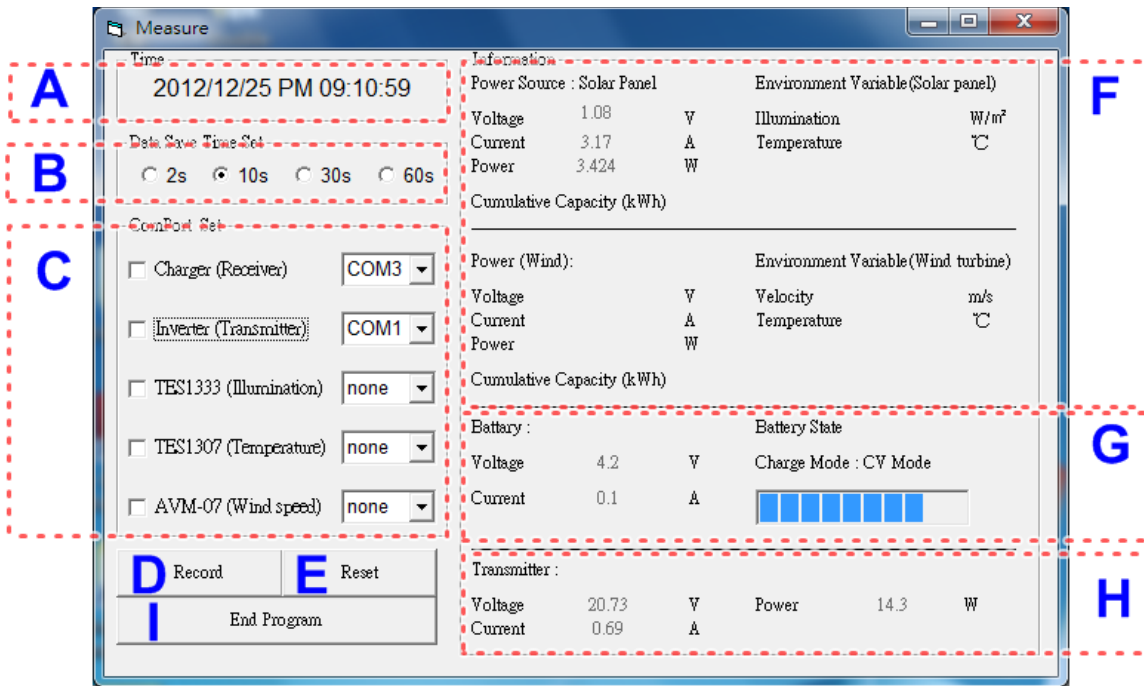 Measure
Time
A
2012/12/25 PM 09:10:59
Data Save Time Set
B
2s 10s 30s 60s
ComPort Set
C
Charger (Receiver) COM3
Inverter (Transmitter) COM1
TES1333 (Illumination) none
TES1307 (Temperature) none
AVM-07 (Wind speed) none
D Record E Reset
I End Program
Information
F
Power Source : Solar Panel Environment Variable(Solar panel)
Voltage 1.08 V Illumination W/m²
Current 3.17 A Temperature ℃
Power 3.424 W
Cumulative Capacity (kWh)
Power (Wind): Environment Variable(Wind turbine)
Voltage V Velocity m/s
Current A Temperature ℃
Power W
Cumulative Capacity (kWh)
G
Battary : Battery State
Voltage 4.2 V Charge Mode : CV Mode
Current 0.1 A
H
Transmitter :
Voltage 20.73 V Power 14.3 W
Current 0.69 A